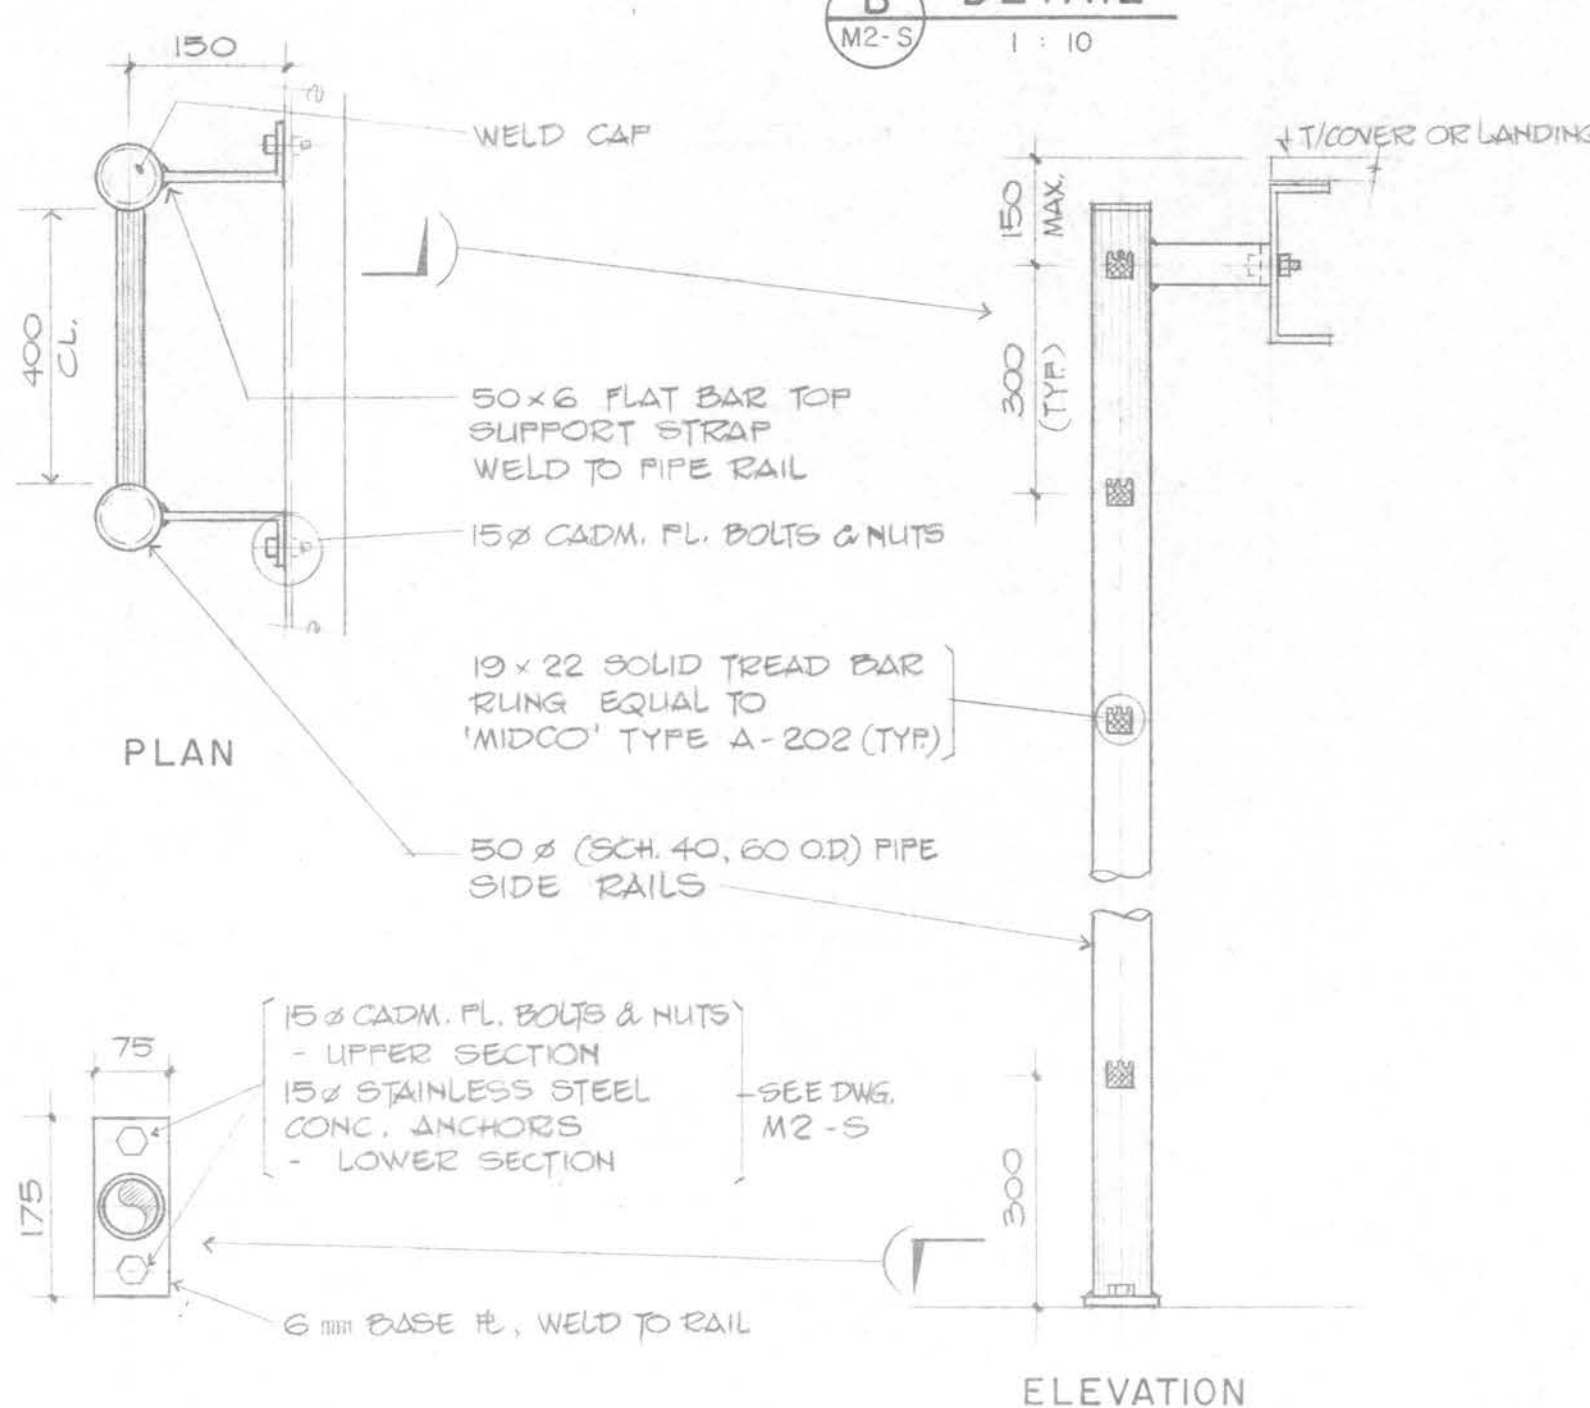 B DETAIL
M2-S 1 : 10
150
WELD CAP
T/COVER OR LANDING
150
MAX.
400
CL.
300
(TYP.)
50×6 FLAT BAR TOP
SUPPORT STRAP
WELD TO PIPE RAIL
15Ø CADM. PL. BOLTS & NUTS
19 × 22 SOLID TREAD BAR
RUNG EQUAL TO
'MIDCO' TYPE A-202 (TYP.)
PLAN
50 Ø (SCH. 40, 60 O.D.) PIPE
SIDE RAILS
75
175
15 Ø CADM. PL. BOLTS & NUTS
- UPPER SECTION
15Ø STAINLESS STEEL
CONC. ANCHORS
- LOWER SECTION
SEE DWG.
M2-S
300
6 mm BASE PL, WELD TO RAIL
ELEVATION